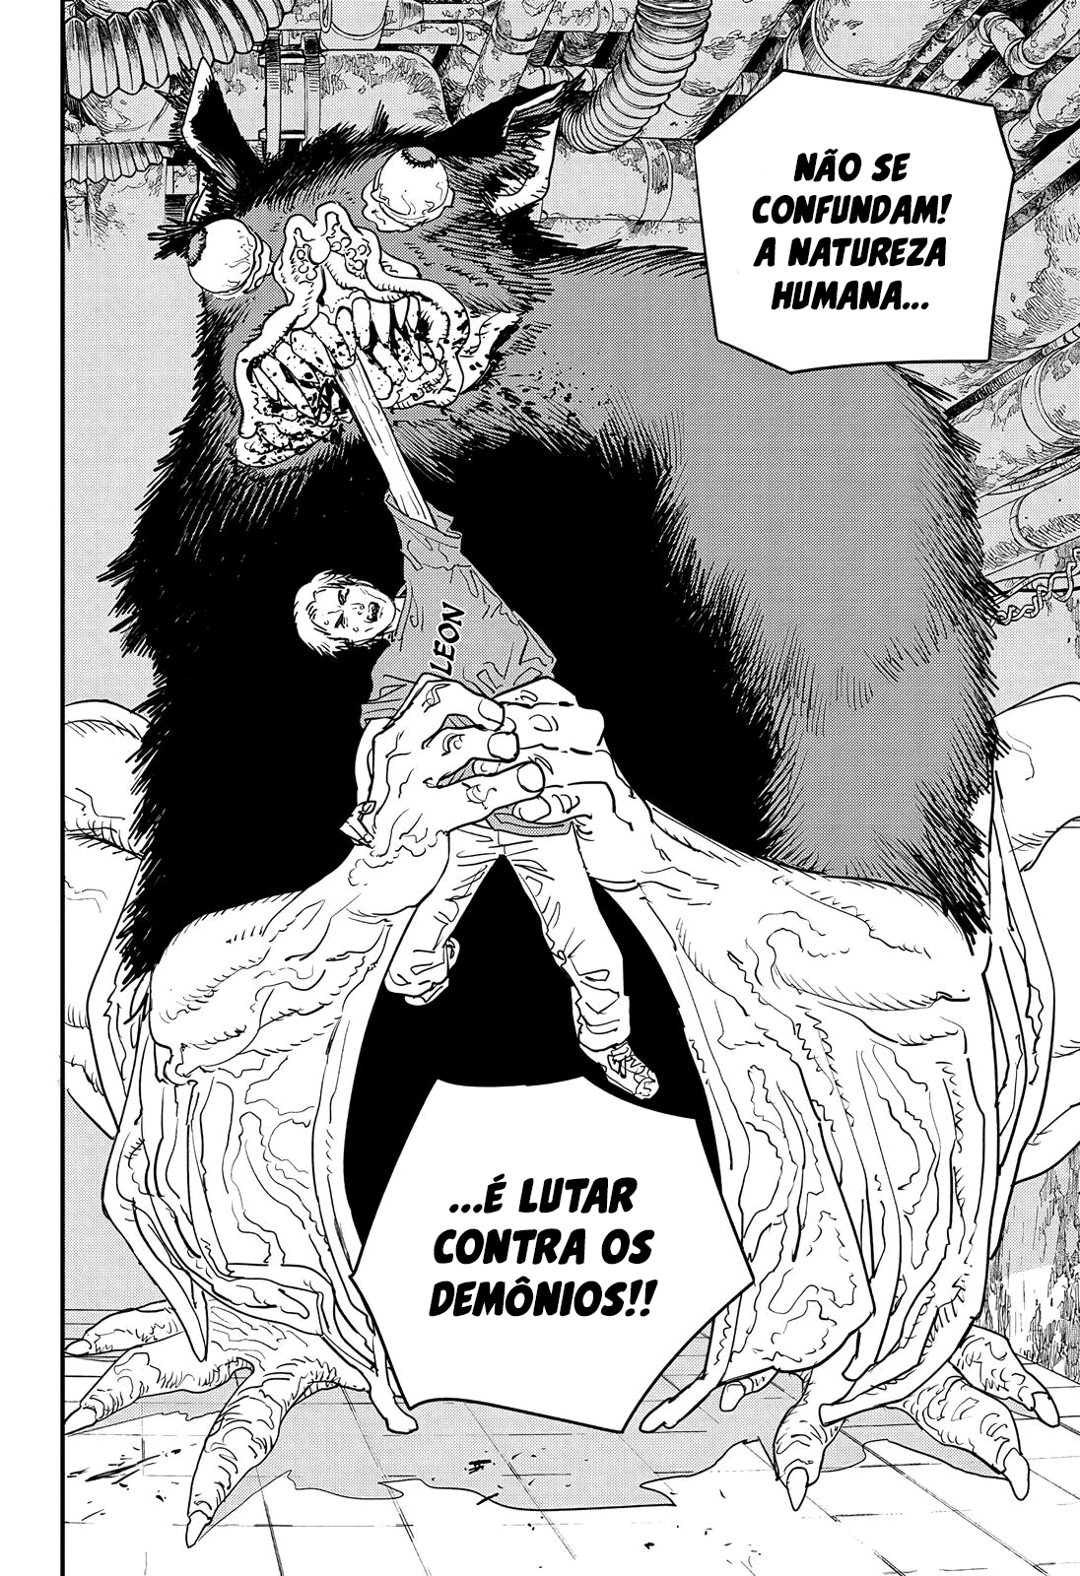 NÃO SE
CONFUNDAM!
A NATUREZA
HUMANA...
LEON
...É LUTAR
CONTRA OS
DEMÔNIOS!!